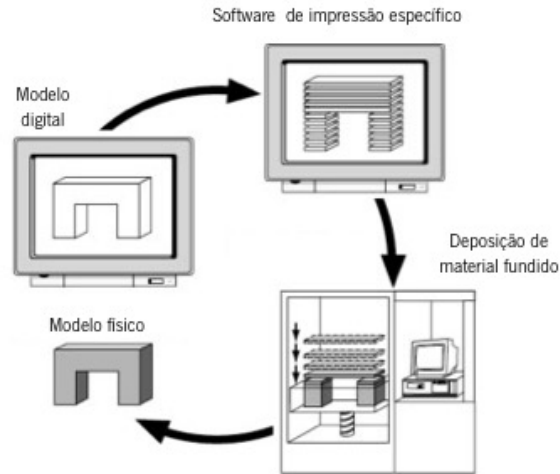 Software de impressão específico
Modelo
digital
Deposição de
material fundido
Modelo físico